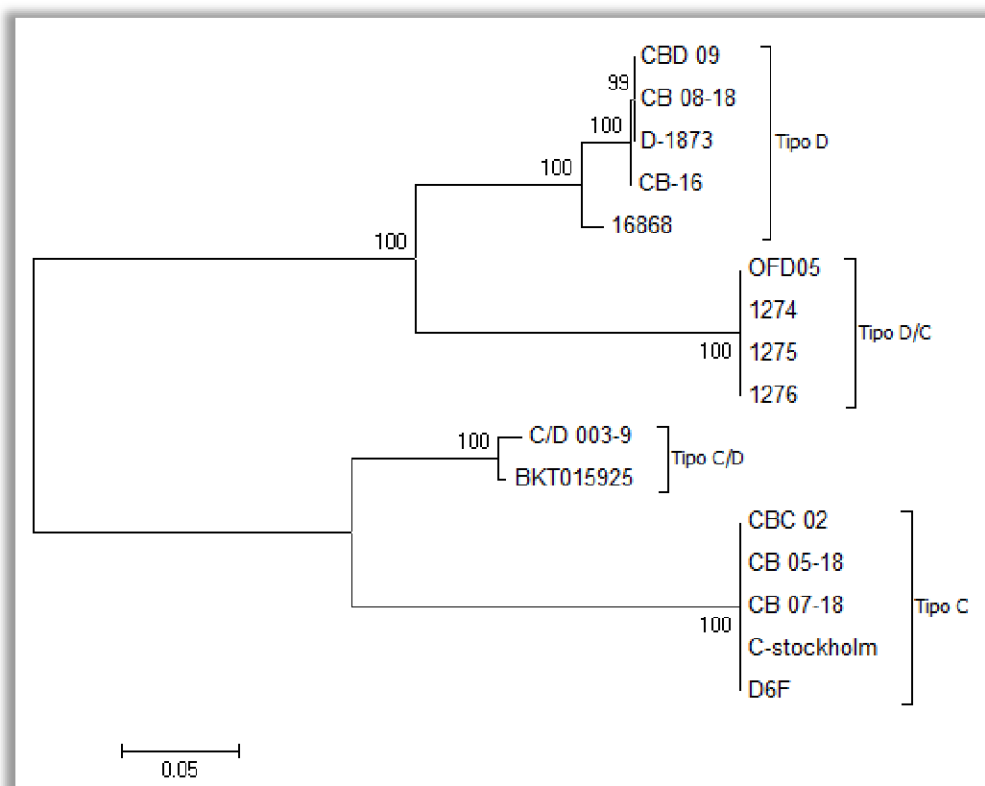 CBD 09
99
CB 08-18
100
D-1873
Tipo D
100
CB-16
16868
100
OFD05
1274
Tipo D/C
100
1275
1276
100
C/D 003-9
Tipo C/D
BKT015925
CBC 02
CB 05-18
CB 07-18
Tipo C
100
C-stockholm
D6F
0.05